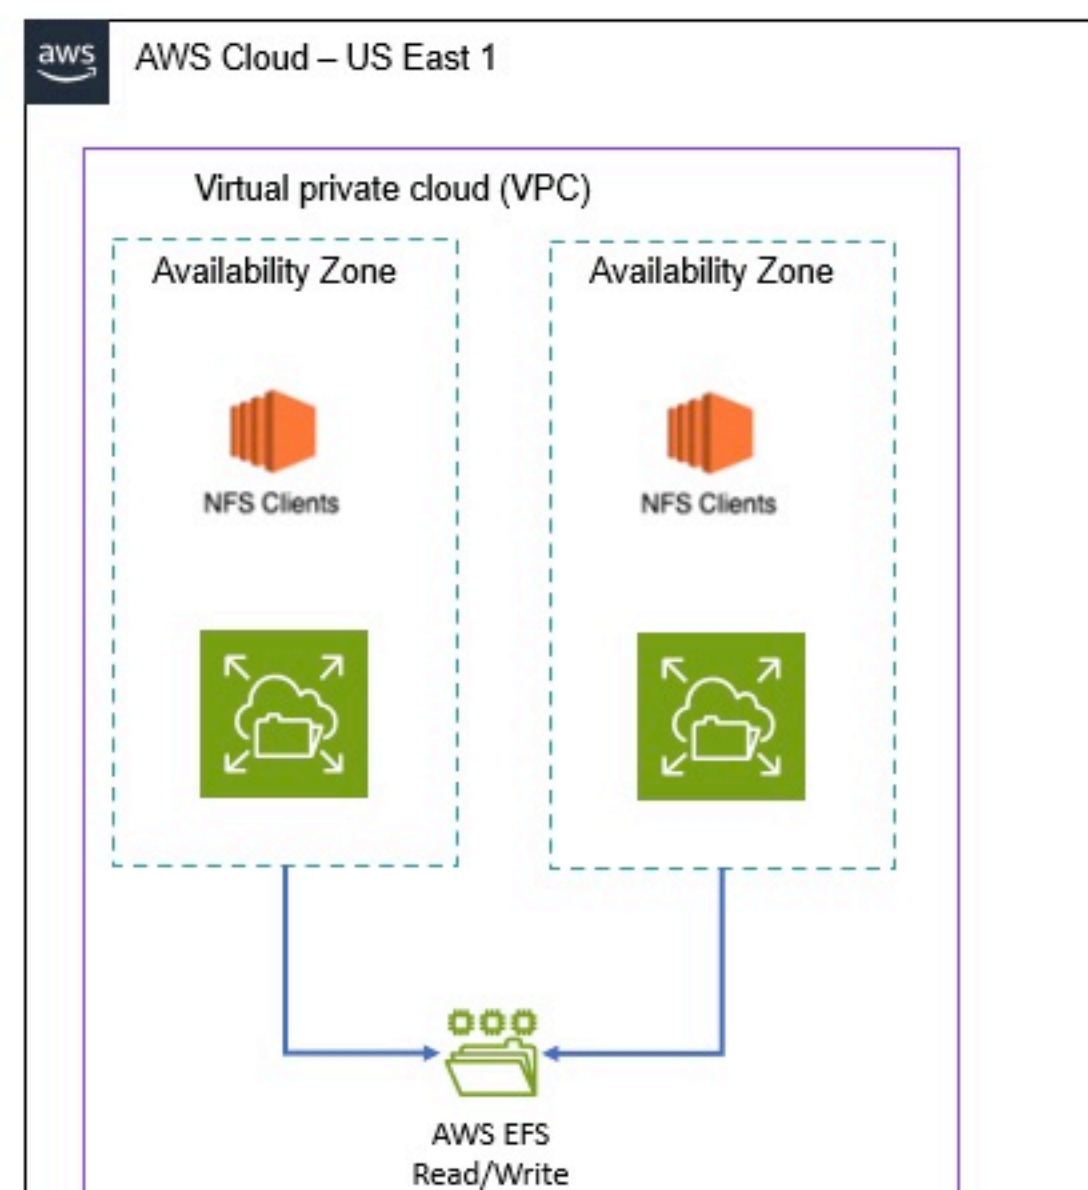 aws
AWS Cloud – US East 1
Virtual private cloud (VPC)
Availability Zone
Availability Zone
NFS Clients
NFS Clients
AWS EFS
Read/Write